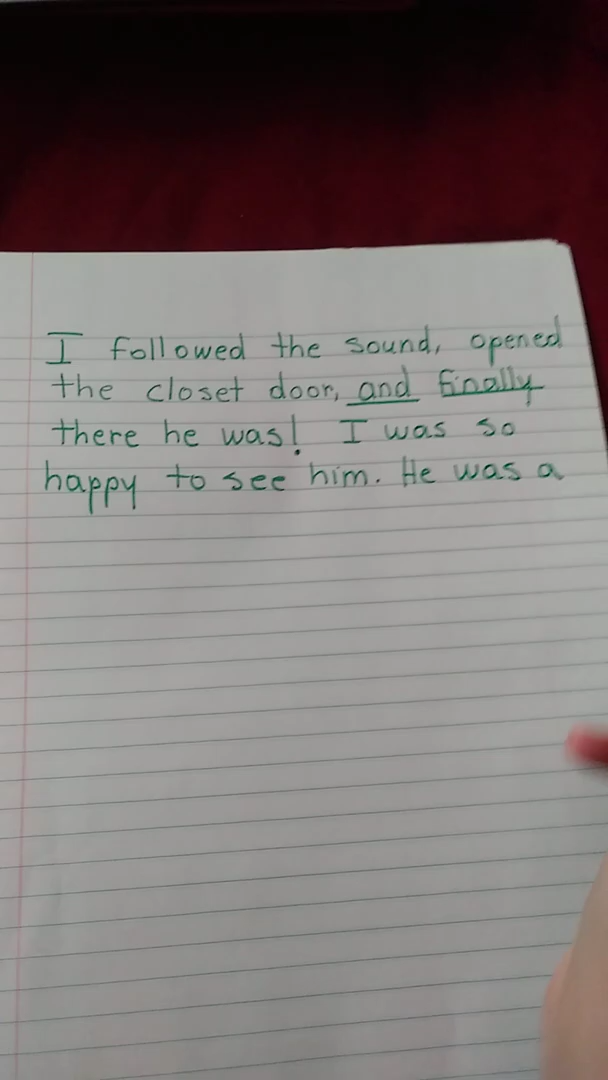 I followed the sound, opened
the closet door, and finally
there he was! I was so
happy to see him. He was a